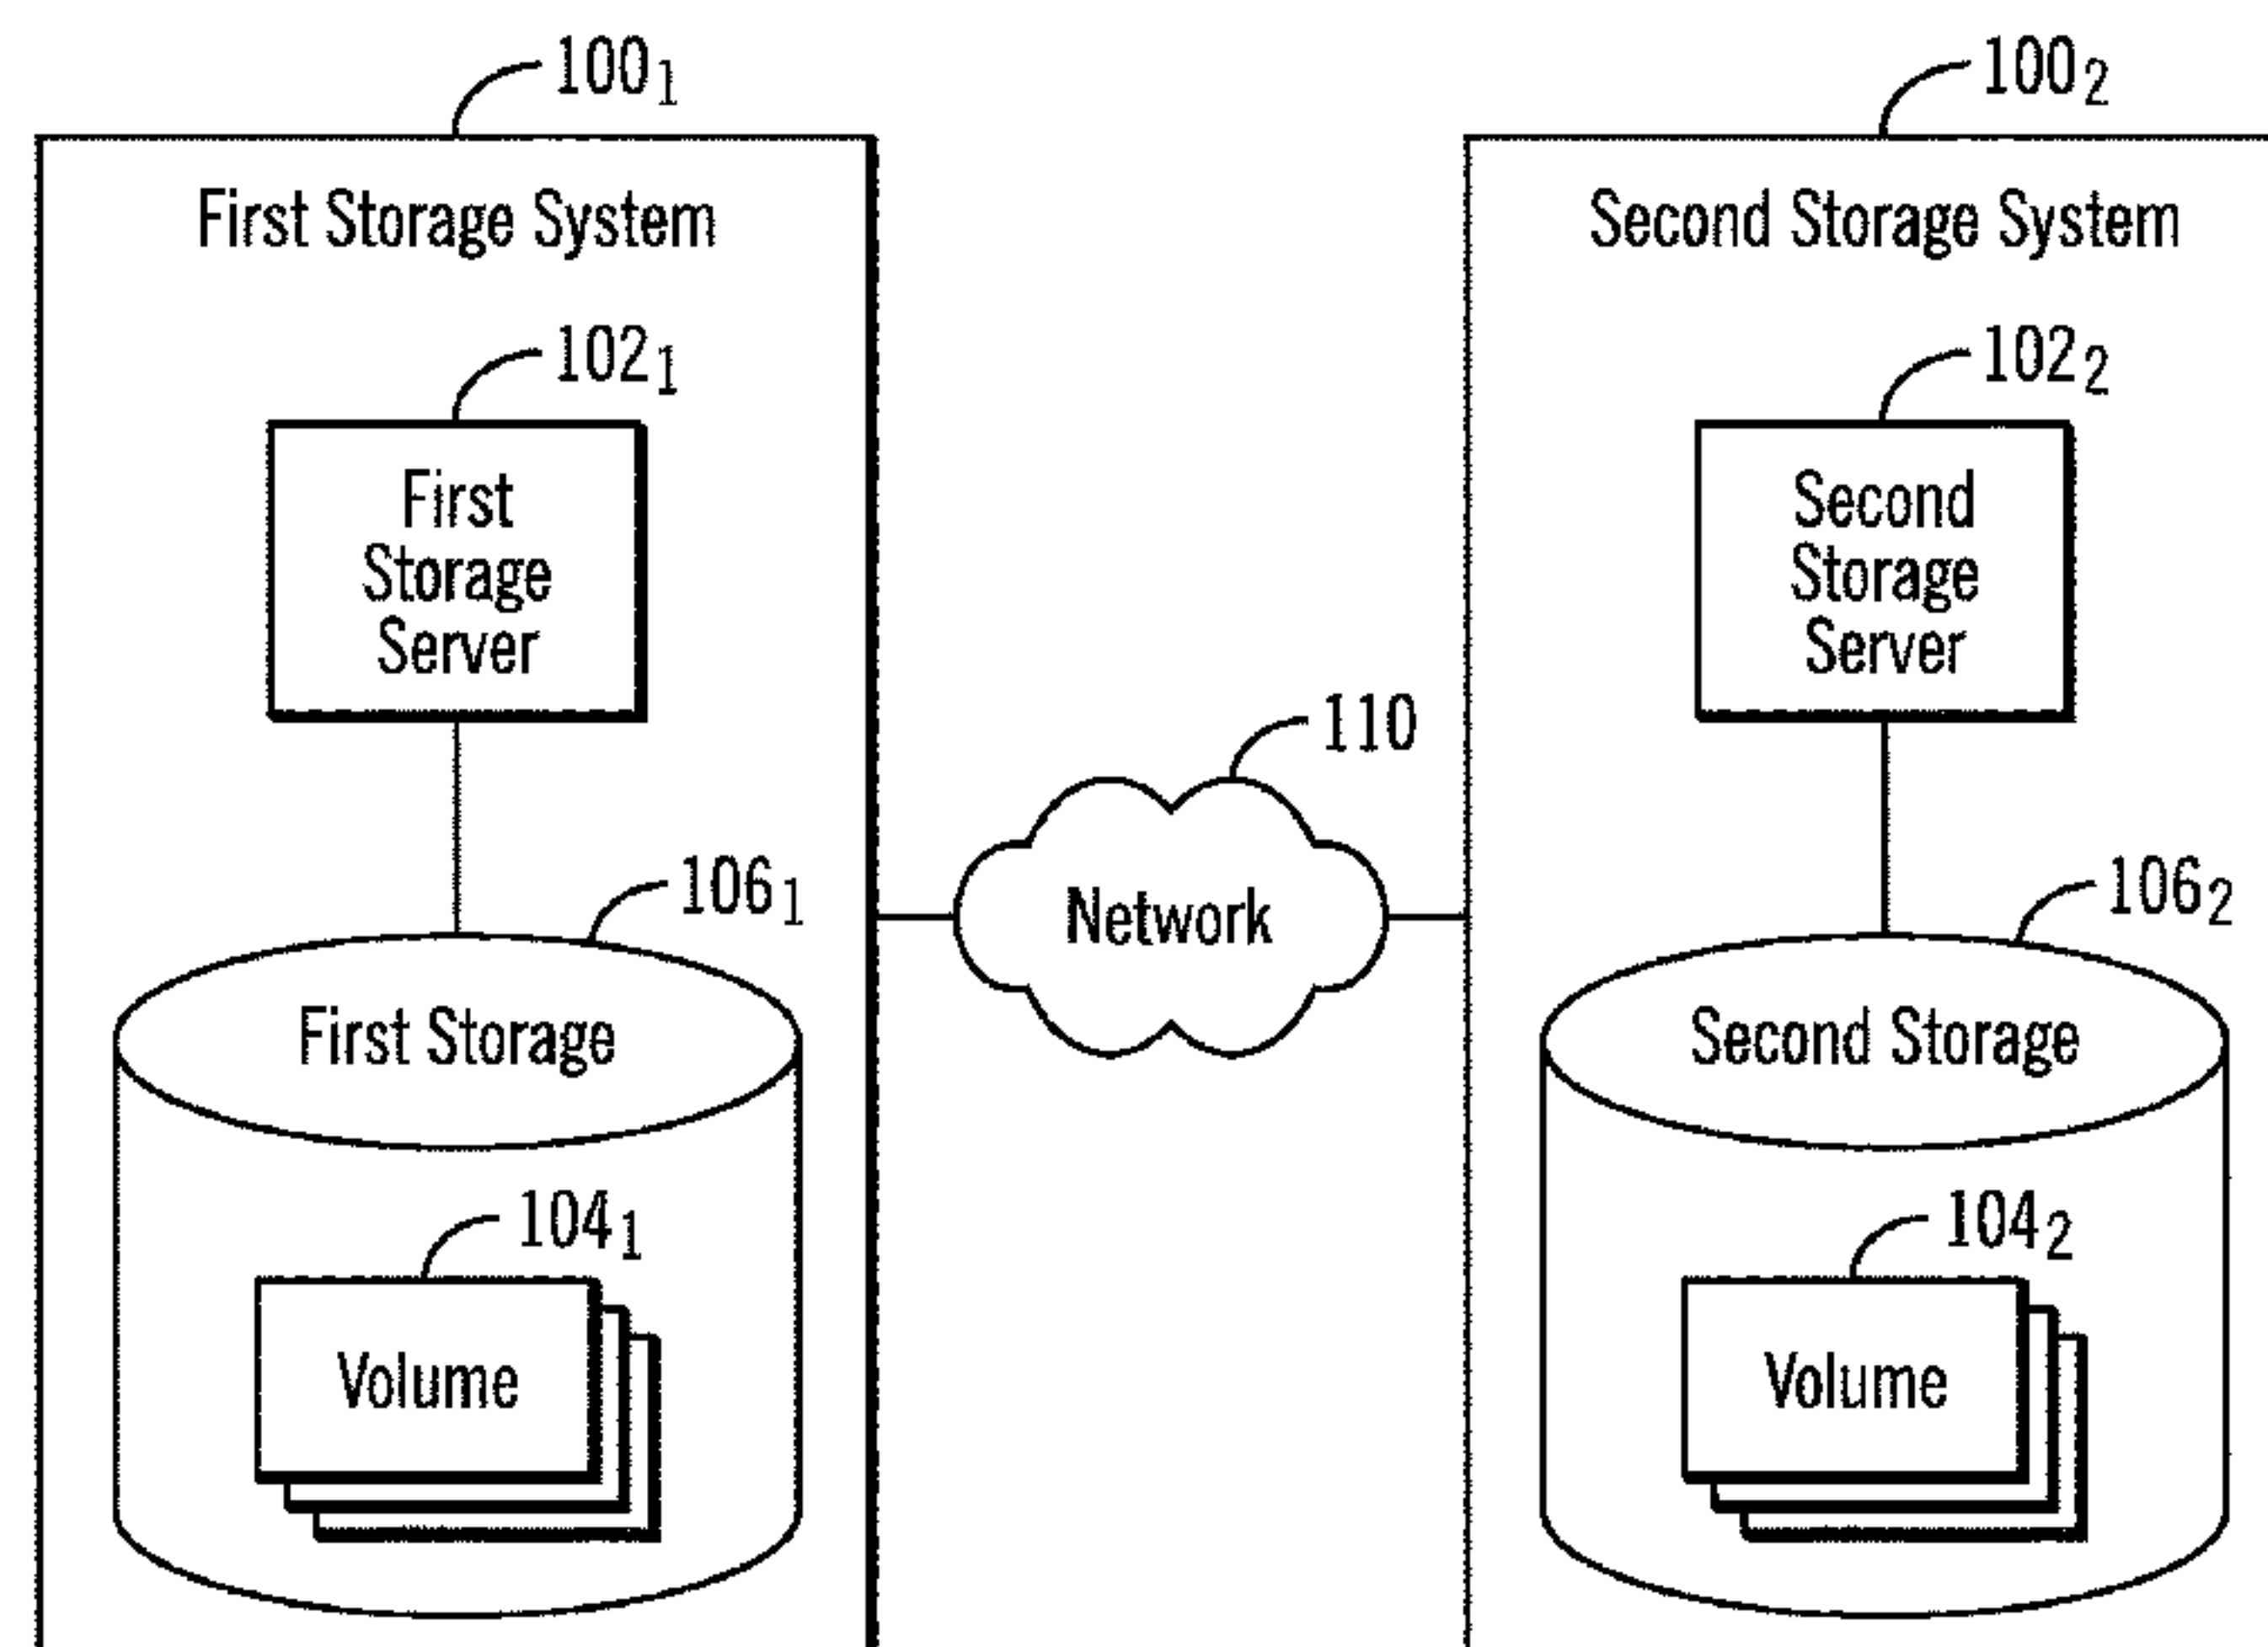 100₁
First Storage System
102₁
First
Storage
Server
106₁
First Storage
104₁
Volume
110
Network
100₂
Second Storage System
102₂
Second
Storage
Server
106₂
Second Storage
104₂
Volume